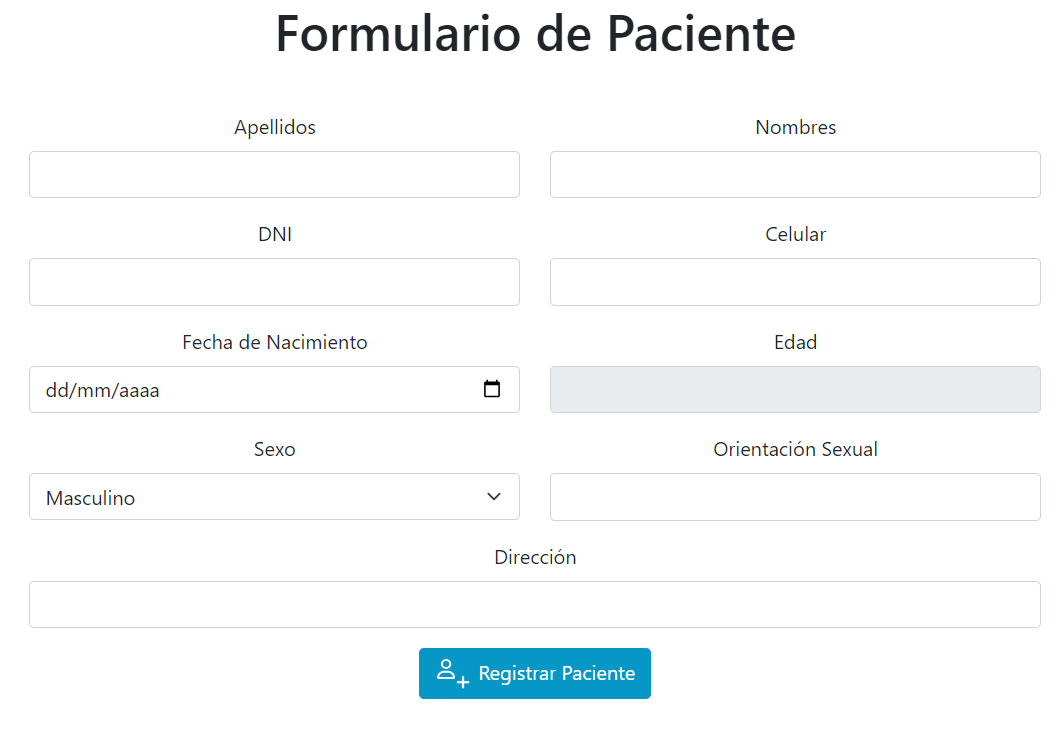 Formulario de Paciente
Apellidos
Nombres
DNI
Celular
Fecha de Nacimiento
Edad
dd/mm/aaaa
Sexo
Orientación Sexual
Masculino
Dirección
Registrar Paciente